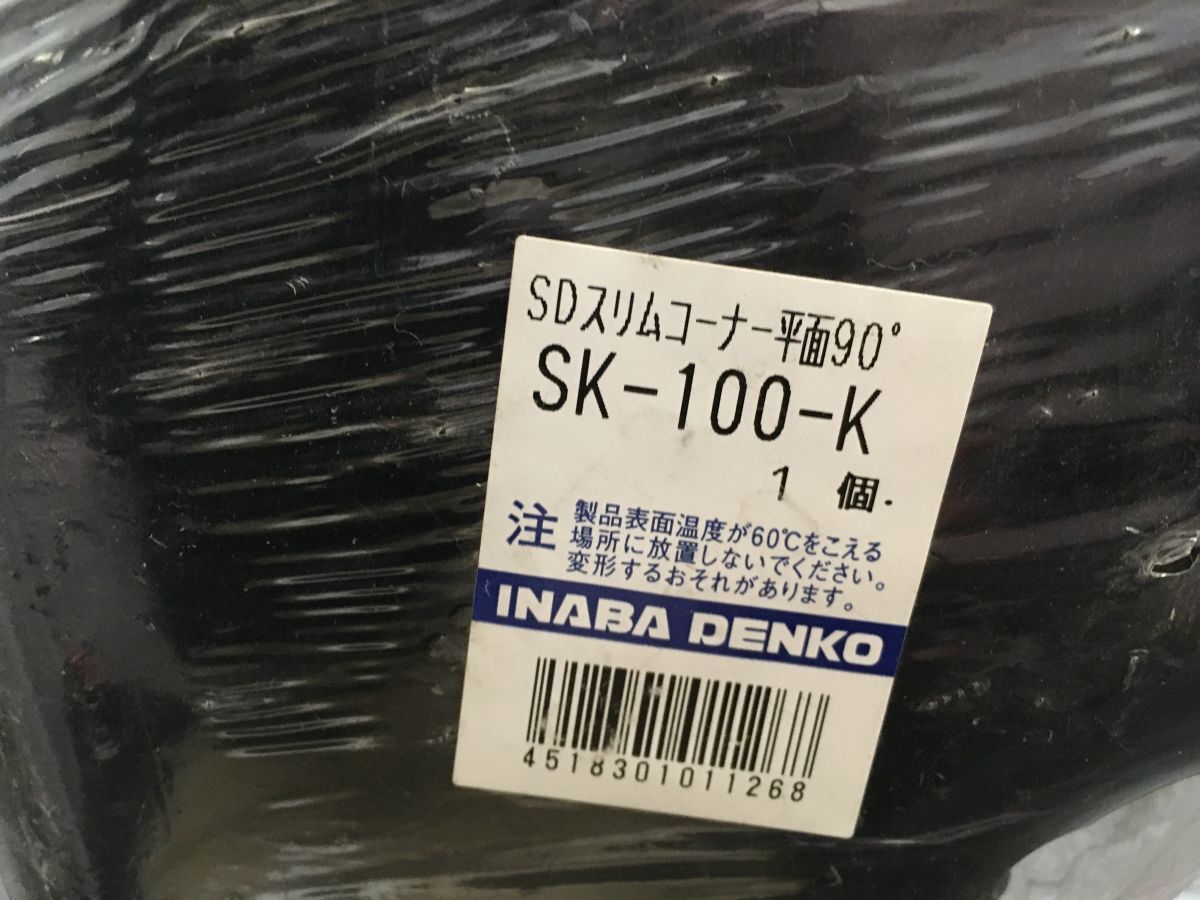 SDスリムコーナー平面90°
SK-100-K
1 個
注 製品表面温度が60℃をこえる
場所に放置しないでください。
変形するおそれがあります。
INABA DENKO
4518301011268